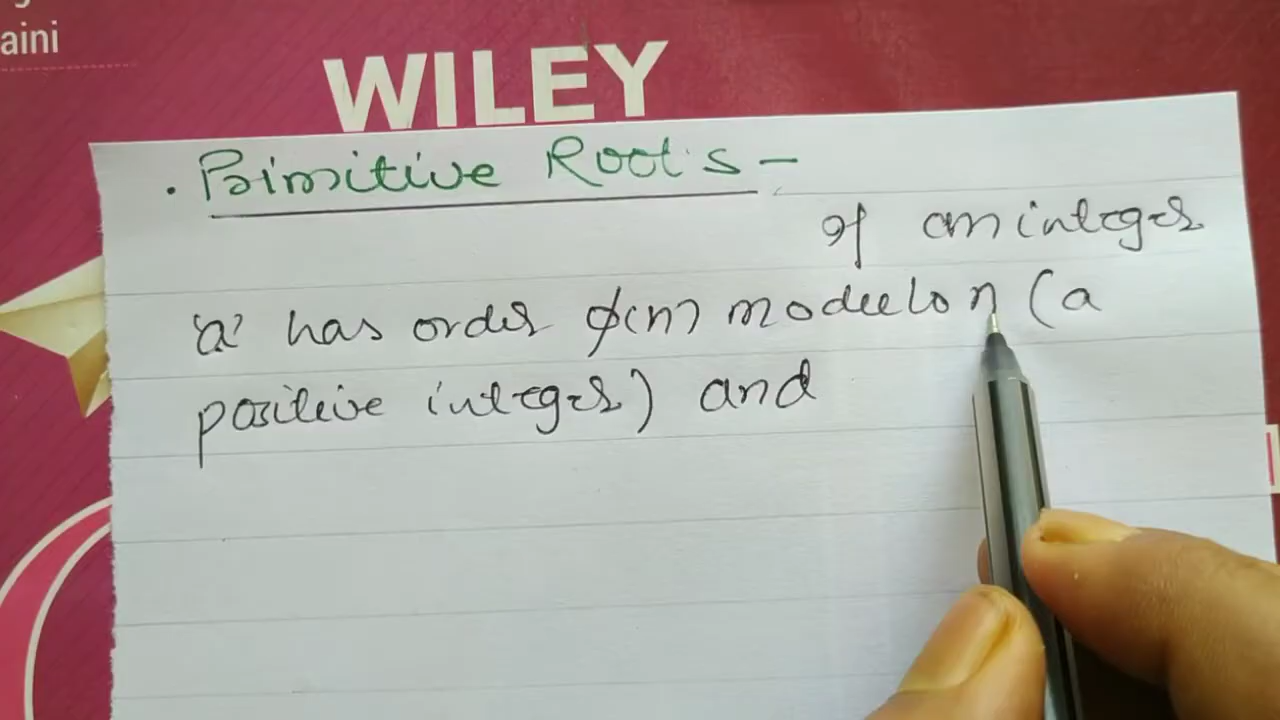 aini
WILEY
. Primitive Roots -
of an integer
'a' has order ϕ(n) modulo n (a
positive integer) and